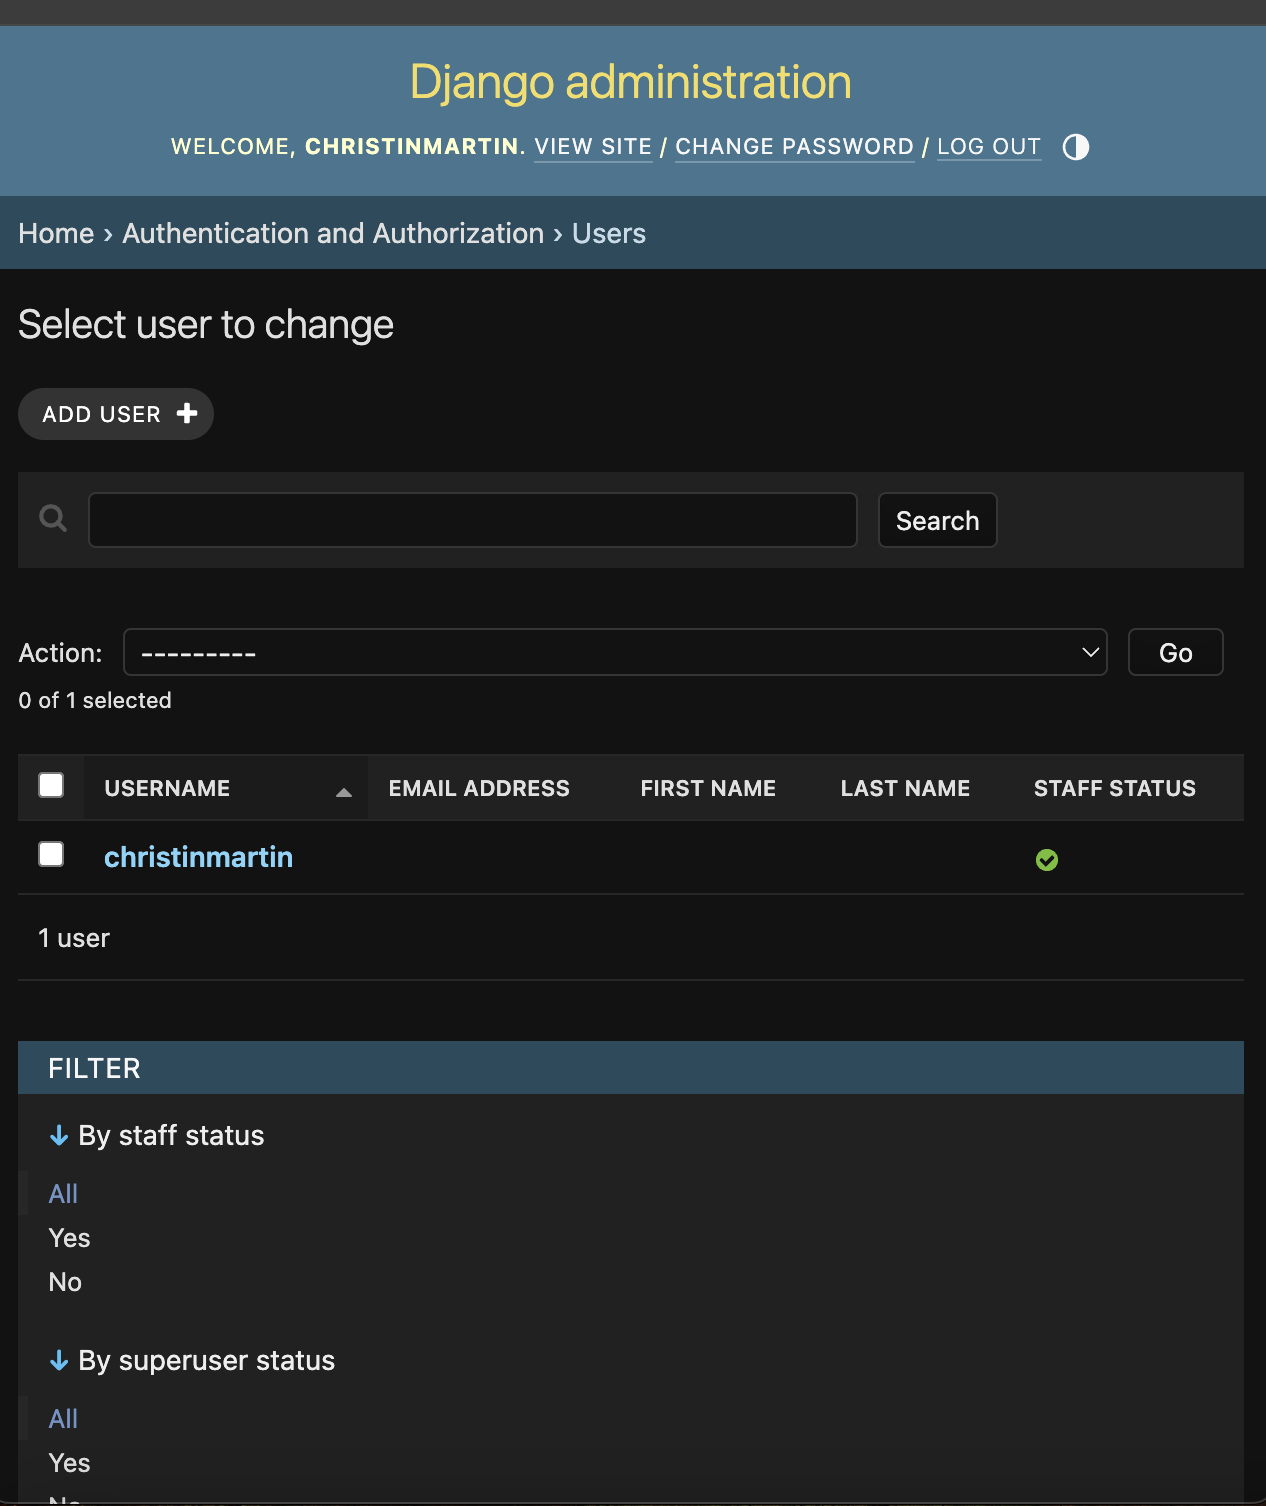 Django administration
WELCOME, CHRISTINMARTIN. VIEW SITE / CHANGE PASSWORD / LOG OUT
Home › Authentication and Authorization › Users
Select user to change
ADD USER
Search
Action: --------- Go
0 of 1 selected
USERNAME EMAIL ADDRESS FIRST NAME LAST NAME STAFF STATUS
christinmartin
1 user
FILTER
By staff status
All
Yes
No
By superuser status
All
Yes